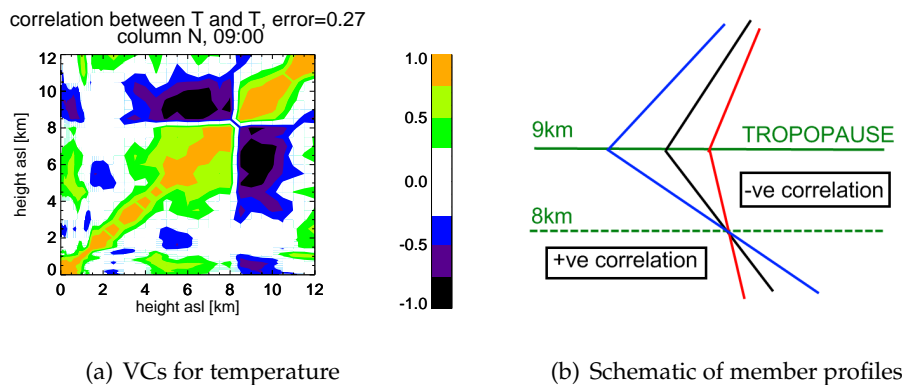 correlation between T and T, error=0.27
column N, 09:00
height asl [km]
12
10
8
6
4
2
0
0 2 4 6 8 10 12
height asl [km]
1.0
0.5
0.0
-0.5
-1.0
9km
TROPOPAUSE
-ve correlation
8km
+ve correlation
(a) VCs for temperature
(b) Schematic of member profiles